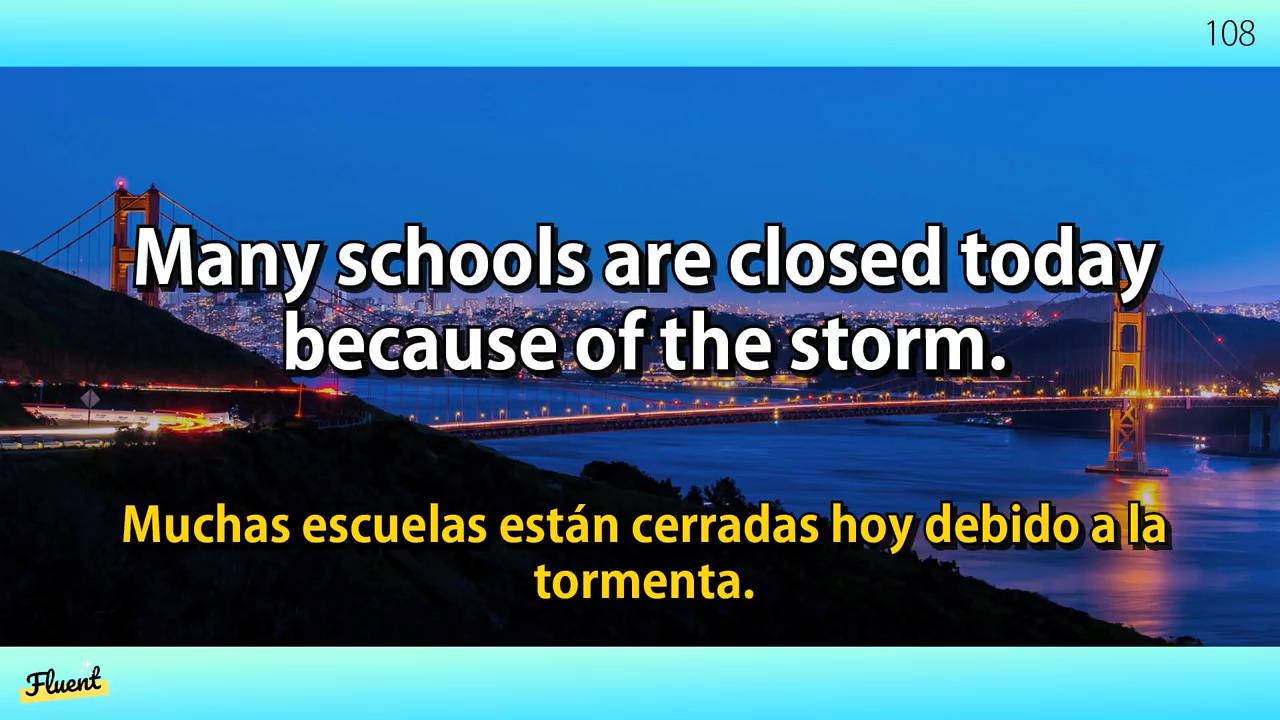 108
Many schools are closed today
because of the storm.
Muchas escuelas están cerradas hoy debido a la
tormenta.
Fluent